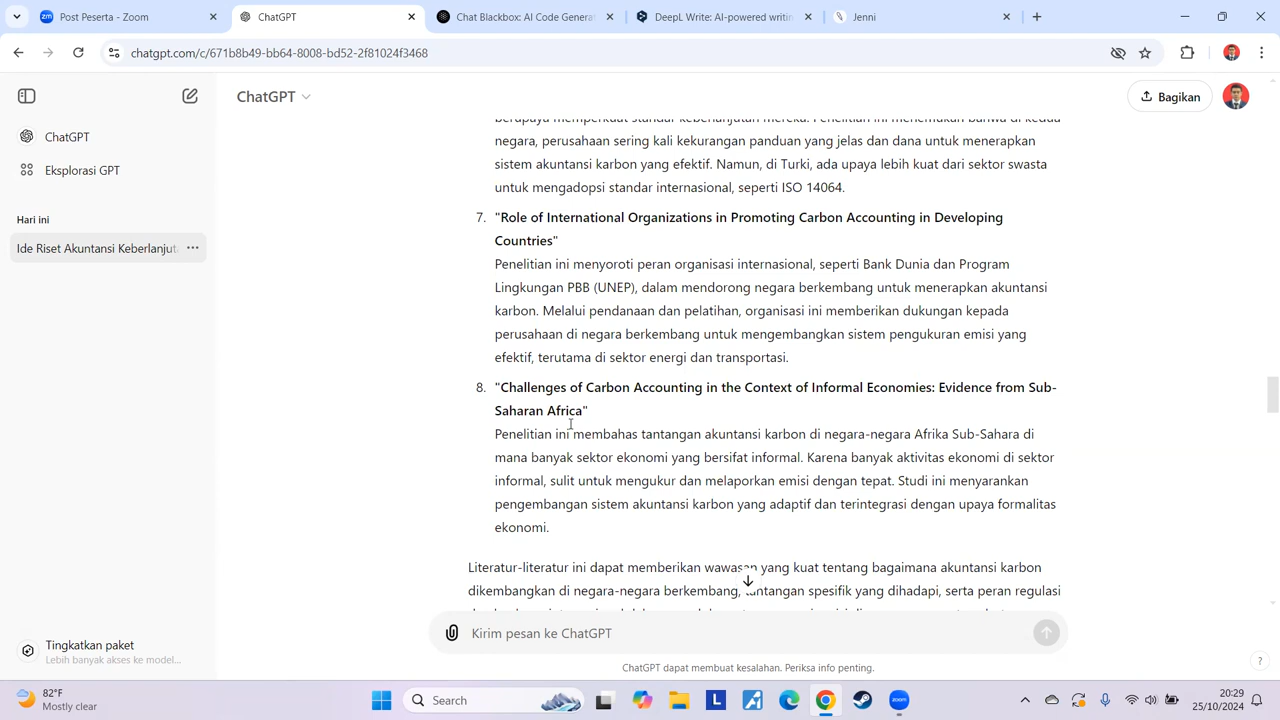 Post Peserta - Zoom
ChatGPT
Chat Blackbox: AI Code Genera
DeepL Write: AI-powered writin
Jenni
chatgpt.com/c/671b8b49-bb64-8008-bd52-2f81024f3468
ChatGPT
Bagikan
ChatGPT
Eksplorasi GPT
Hari ini
Ide Riset Akuntansi Keberlanjut
berupaya memperkuat standar keberlanjutan mereka. Penelitian ini menemukan bahwa di kedua
negara, perusahaan sering kali kekurangan panduan yang jelas dan dana untuk menerapkan
sistem akuntansi karbon yang efektif. Namun, di Turki, ada upaya lebih kuat dari sektor swasta
untuk mengadopsi standar internasional, seperti ISO 14064.
7. "Role of International Organizations in Promoting Carbon Accounting in Developing
Countries"
Penelitian ini menyoroti peran organisasi internasional, seperti Bank Dunia dan Program
Lingkungan PBB (UNEP), dalam mendorong negara berkembang untuk menerapkan akuntansi
karbon. Melalui pendanaan dan pelatihan, organisasi ini memberikan dukungan kepada
perusahaan di negara berkembang untuk mengembangkan sistem pengukuran emisi yang
efektif, terutama di sektor energi dan transportasi.
8. "Challenges of Carbon Accounting in the Context of Informal Economies: Evidence from Sub-
Saharan Africa"
Penelitian ini membahas tantangan akuntansi karbon di negara-negara Afrika Sub-Sahara di
mana banyak sektor ekonomi yang bersifat informal. Karena banyak aktivitas ekonomi di sektor
informal, sulit untuk mengukur dan melaporkan emisi dengan tepat. Studi ini menyarankan
pengembangan sistem akuntansi karbon yang adaptif dan terintegrasi dengan upaya formalitas
ekonomi.
Literatur-literatur ini dapat memberikan wawasan yang kuat tentang bagaimana akuntansi karbon
dikembangkan di negara-negara berkembang, tantangan spesifik yang dihadapi, serta peran regulasi
Kirim pesan ke ChatGPT
Tingkatkan paket
Lebih banyak akses ke model...
ChatGPT dapat membuat kesalahan. Periksa info penting.
?
82°F
Mostly clear
Search
zoom
20:29
25/10/2024